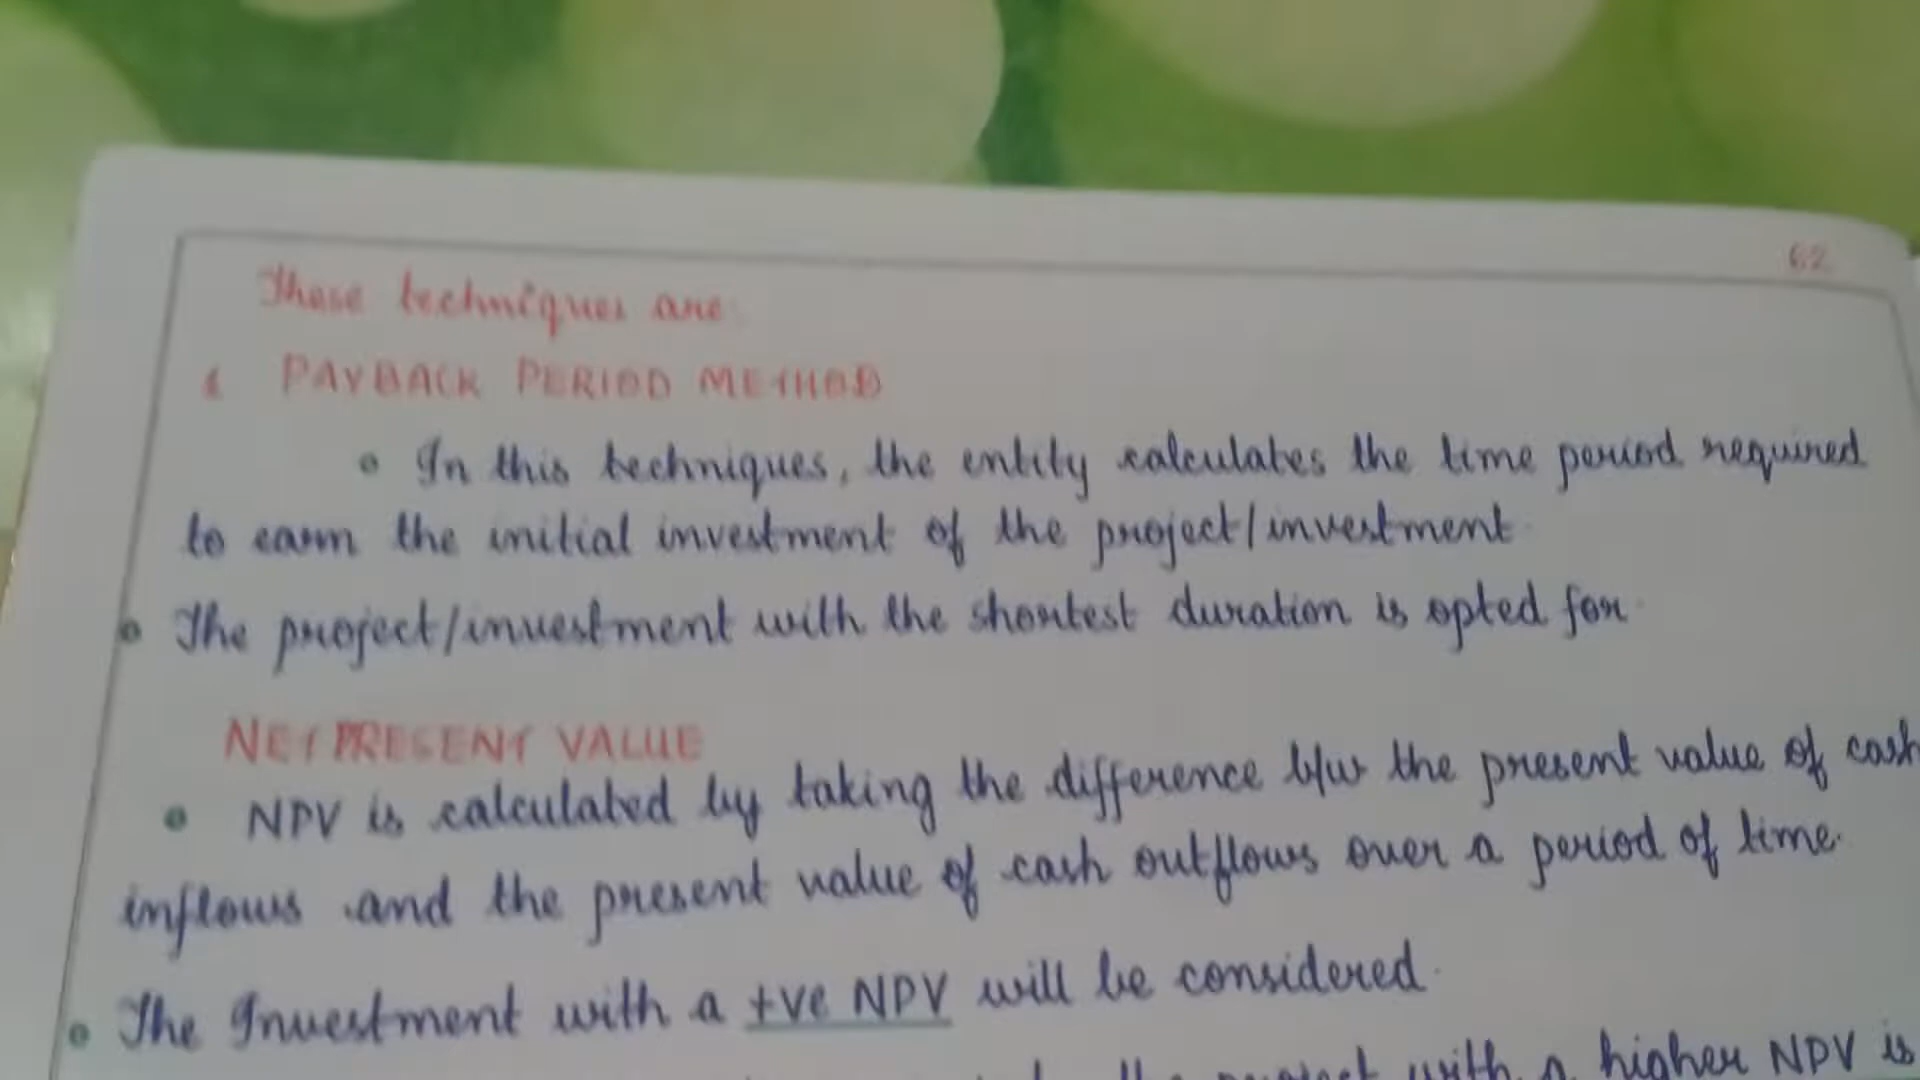 62
These techniques are
PAYBACK PERIOD METHOD
• In this techniques, the entity calculates the time period required
to earn the initial investment of the project/investment
• The project/investment with the shortest duration is opted for.
NET PRESENT VALUE
• NPV is calculated by taking the difference b/w the present value of cash
inflows and the present value of cash outflows over a period of time.
• The Investment with a +ve NPV will be considered.
project with a higher NPV is